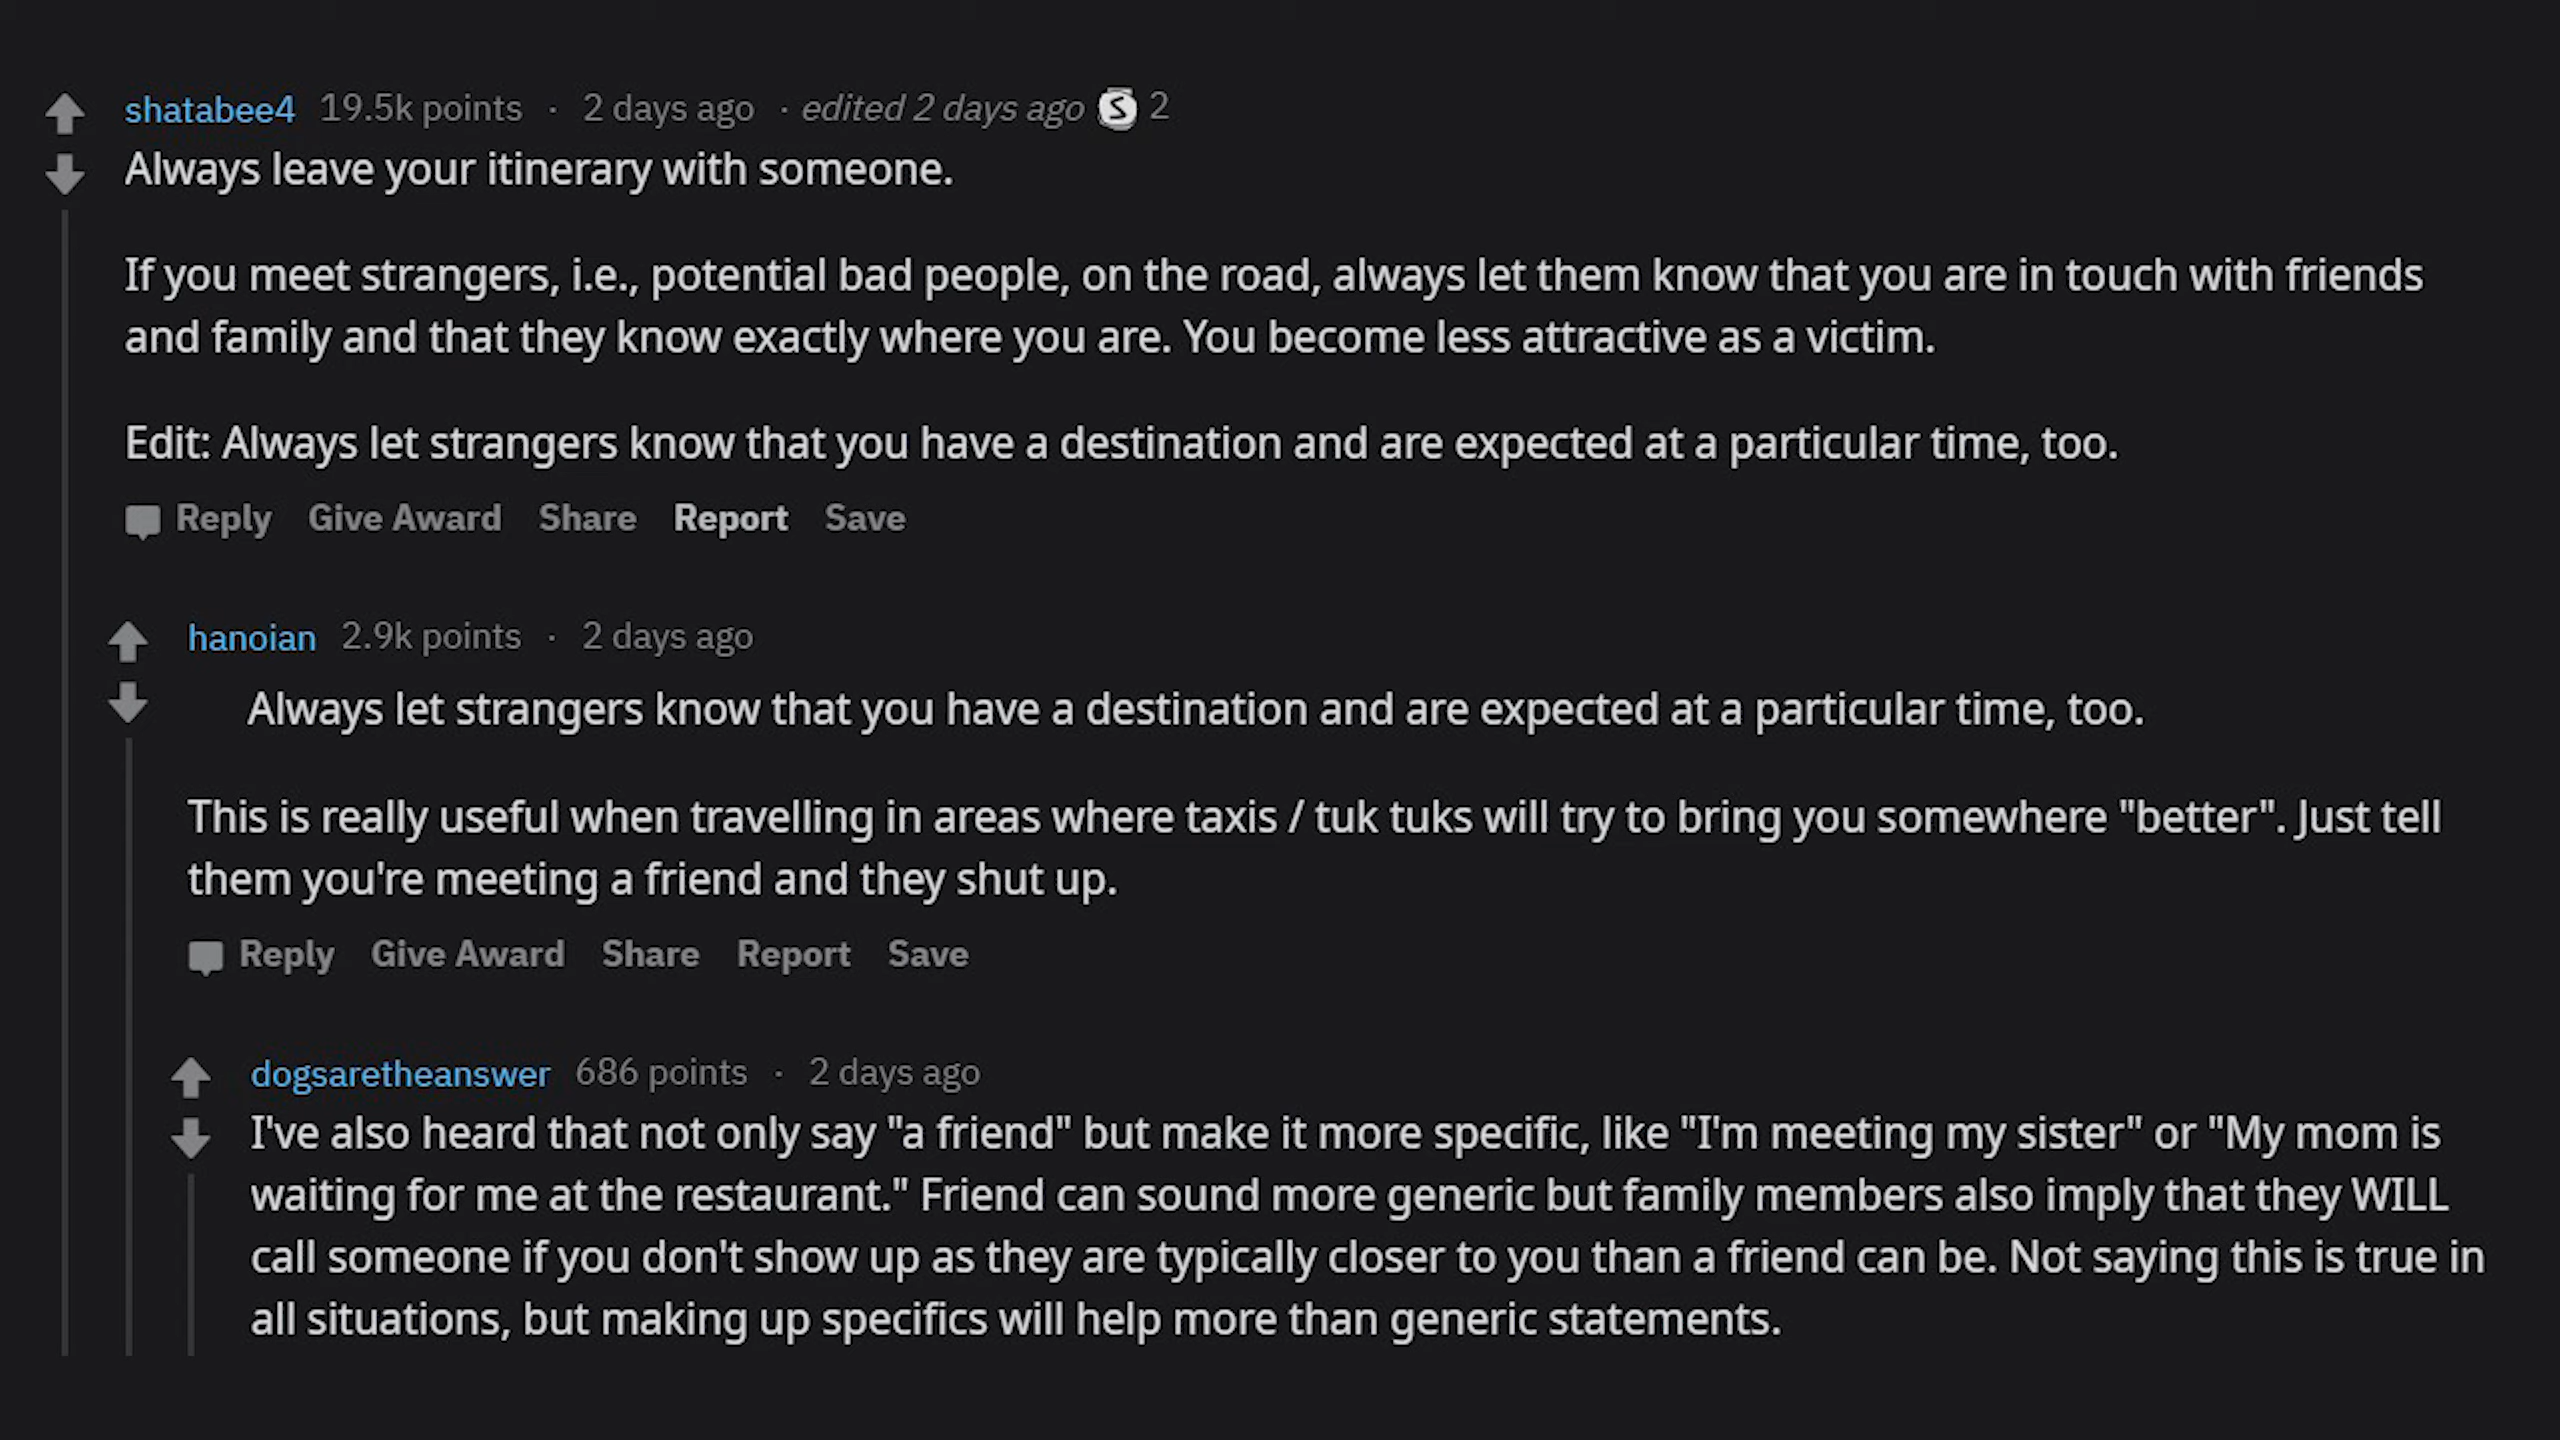 shatabee4 19.5k points · 2 days ago · edited 2 days ago S 2
Always leave your itinerary with someone.
If you meet strangers, i.e., potential bad people, on the road, always let them know that you are in touch with friends
and family and that they know exactly where you are. You become less attractive as a victim.
Edit: Always let strangers know that you have a destination and are expected at a particular time, too.
Reply Give Award Share Report Save
hanoian 2.9k points · 2 days ago
Always let strangers know that you have a destination and are expected at a particular time, too.
This is really useful when travelling in areas where taxis / tuk tuks will try to bring you somewhere "better". Just tell
them you're meeting a friend and they shut up.
Reply Give Award Share Report Save
dogsaretheanswer 686 points · 2 days ago
I've also heard that not only say "a friend" but make it more specific, like "I'm meeting my sister" or "My mom is
waiting for me at the restaurant." Friend can sound more generic but family members also imply that they WILL
call someone if you don't show up as they are typically closer to you than a friend can be. Not saying this is true in
all situations, but making up specifics will help more than generic statements.